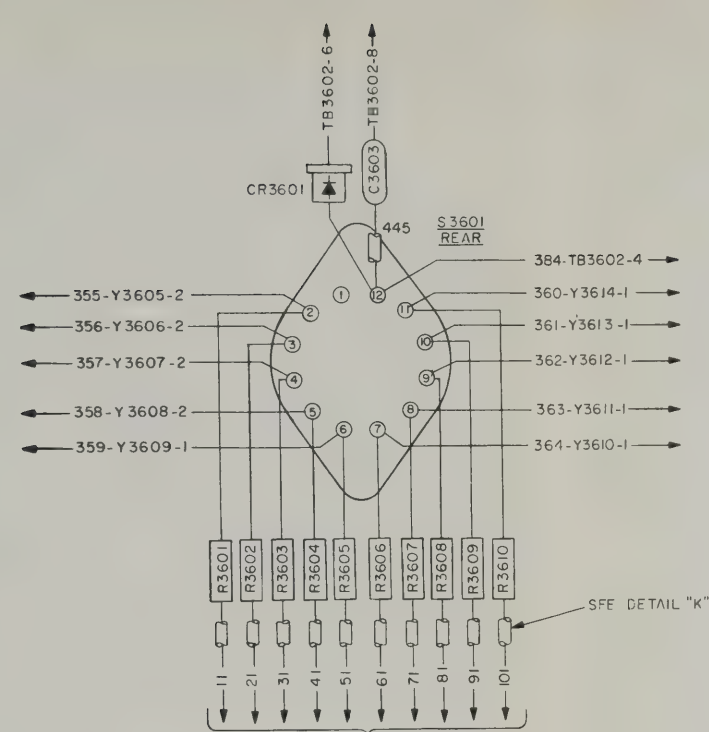 TB3602-6
TB3602-8
CR3601
C3603
445
S3601
REAR
1
12
384-TB3602-4
355-Y3605-2
2
11
360-Y3614-1
356-Y3606-2
3
10
361-Y3613-1
357-Y3607-2
4
9
362-Y3612-1
358-Y3608-2
5
8
363-Y3611-1
359-Y3609-1
6
7
364-Y3610-1
R3601
R3602
R3603
R3604
R3605
R3606
R3607
R3608
R3609
R3610
SEE DETAIL "K"
11
21
31
41
51
61
71
81
91
101